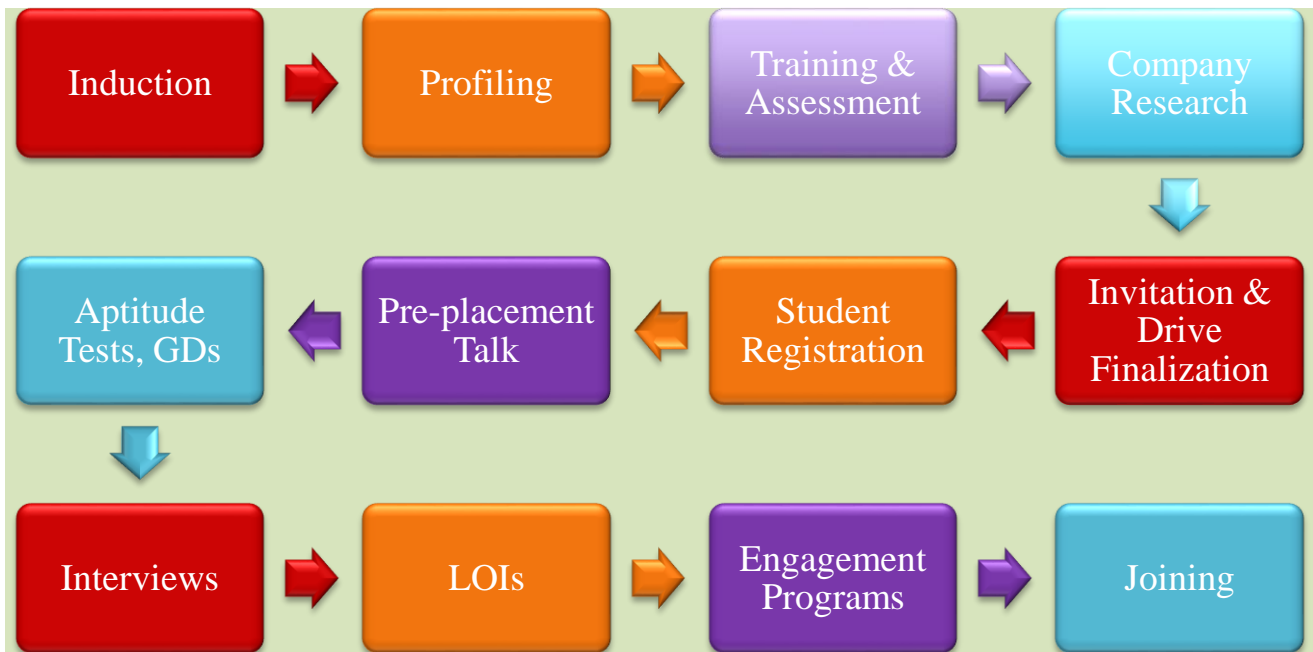 Induction
Profiling
Training &
Assessment
Company
Research
Invitation &
Drive
Finalization
Student
Registration
Pre-placement
Talk
Aptitude
Tests, GDs
Interviews
LOIs
Engagement
Programs
Joining